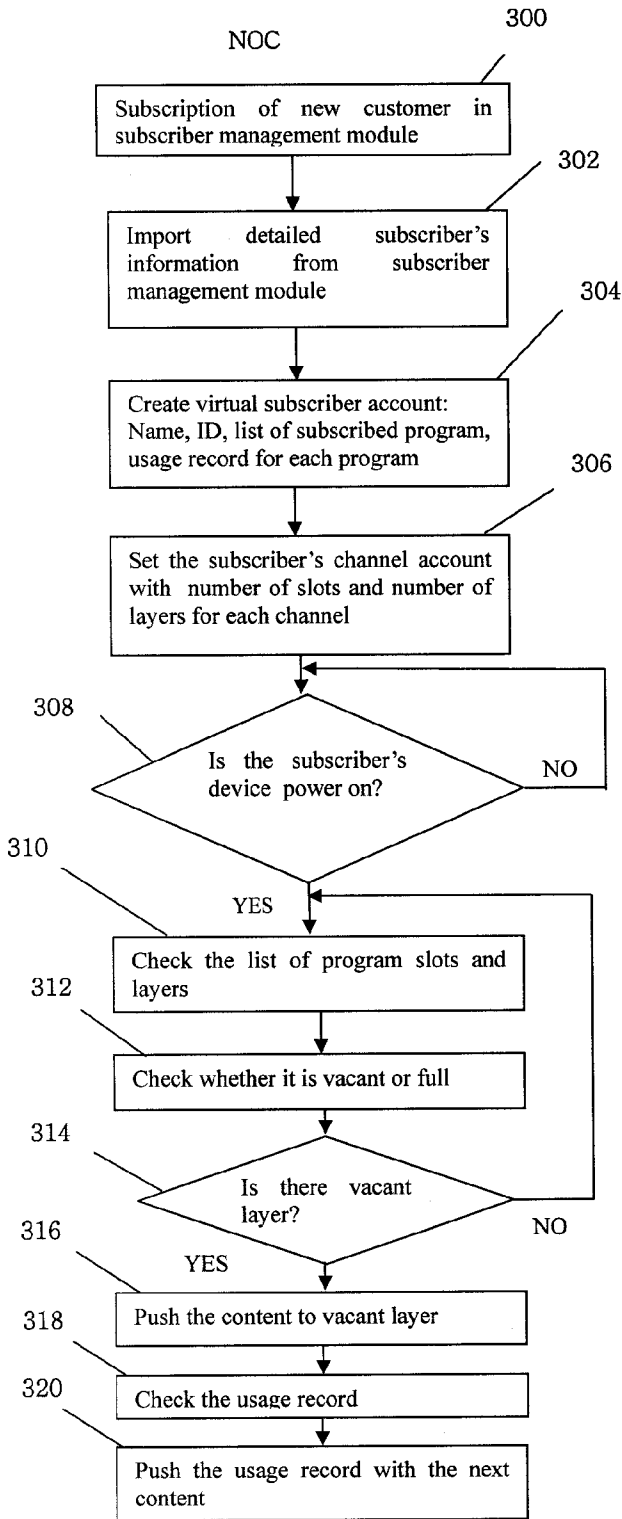 300
NOC
Subscription of new customer in
subscriber management module
302
Import detailed subscriber's
information from subscriber
management module
304
Create virtual subscriber account:
Name, ID, list of subscribed program,
usage record for each program
306
Set the subscriber's channel account
with number of slots and number of
layers for each channel
308
Is the subscriber's
device power on?
NO
310
YES
Check the list of program slots and
layers
312
Check whether it is vacant or full
314
Is there vacant
layer?
NO
316
YES
Push the content to vacant layer
318
Check the usage record
320
Push the usage record with the next
content